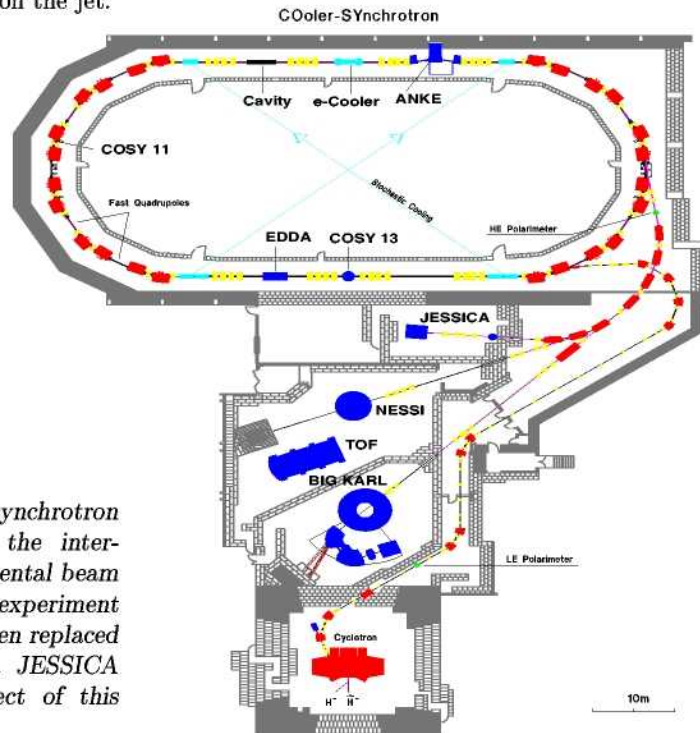 on the jet.
COoler-SYnchrotron
Cavity e-Cooler ANKE
COSY 11
Stochastic Cooling
Fast Quadrupoles
HE Polarimeter
EDDA COSY 13
JESSICA
NESSI
TOF
BIG KARL
ynchrotron
the inter-
ental beam
LE Polarimeter
experiment
en replaced
JESSICA
ect of this
Cyclotron
H⁻ H⁻
10m